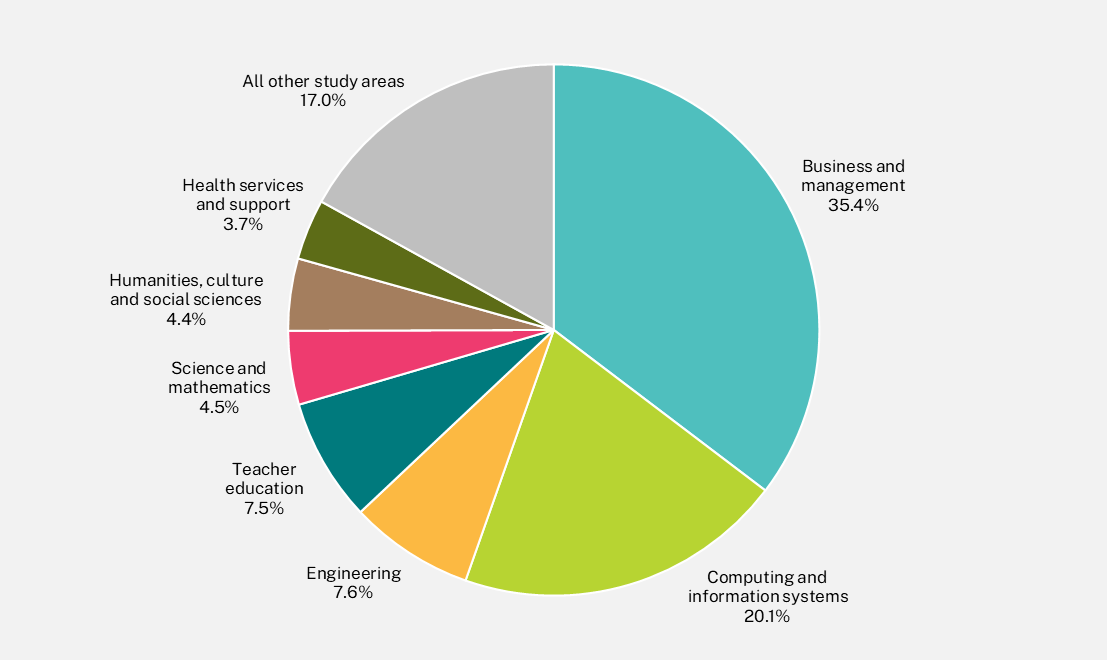 All other study areas
17.0%
Business and
management
35.4%
Health services
and support
3.7%
Humanities, culture
and social sciences
4.4%
Science and
mathematics
4.5%
Teacher
education
7.5%
Engineering
7.6%
Computing and
information systems
20.1%